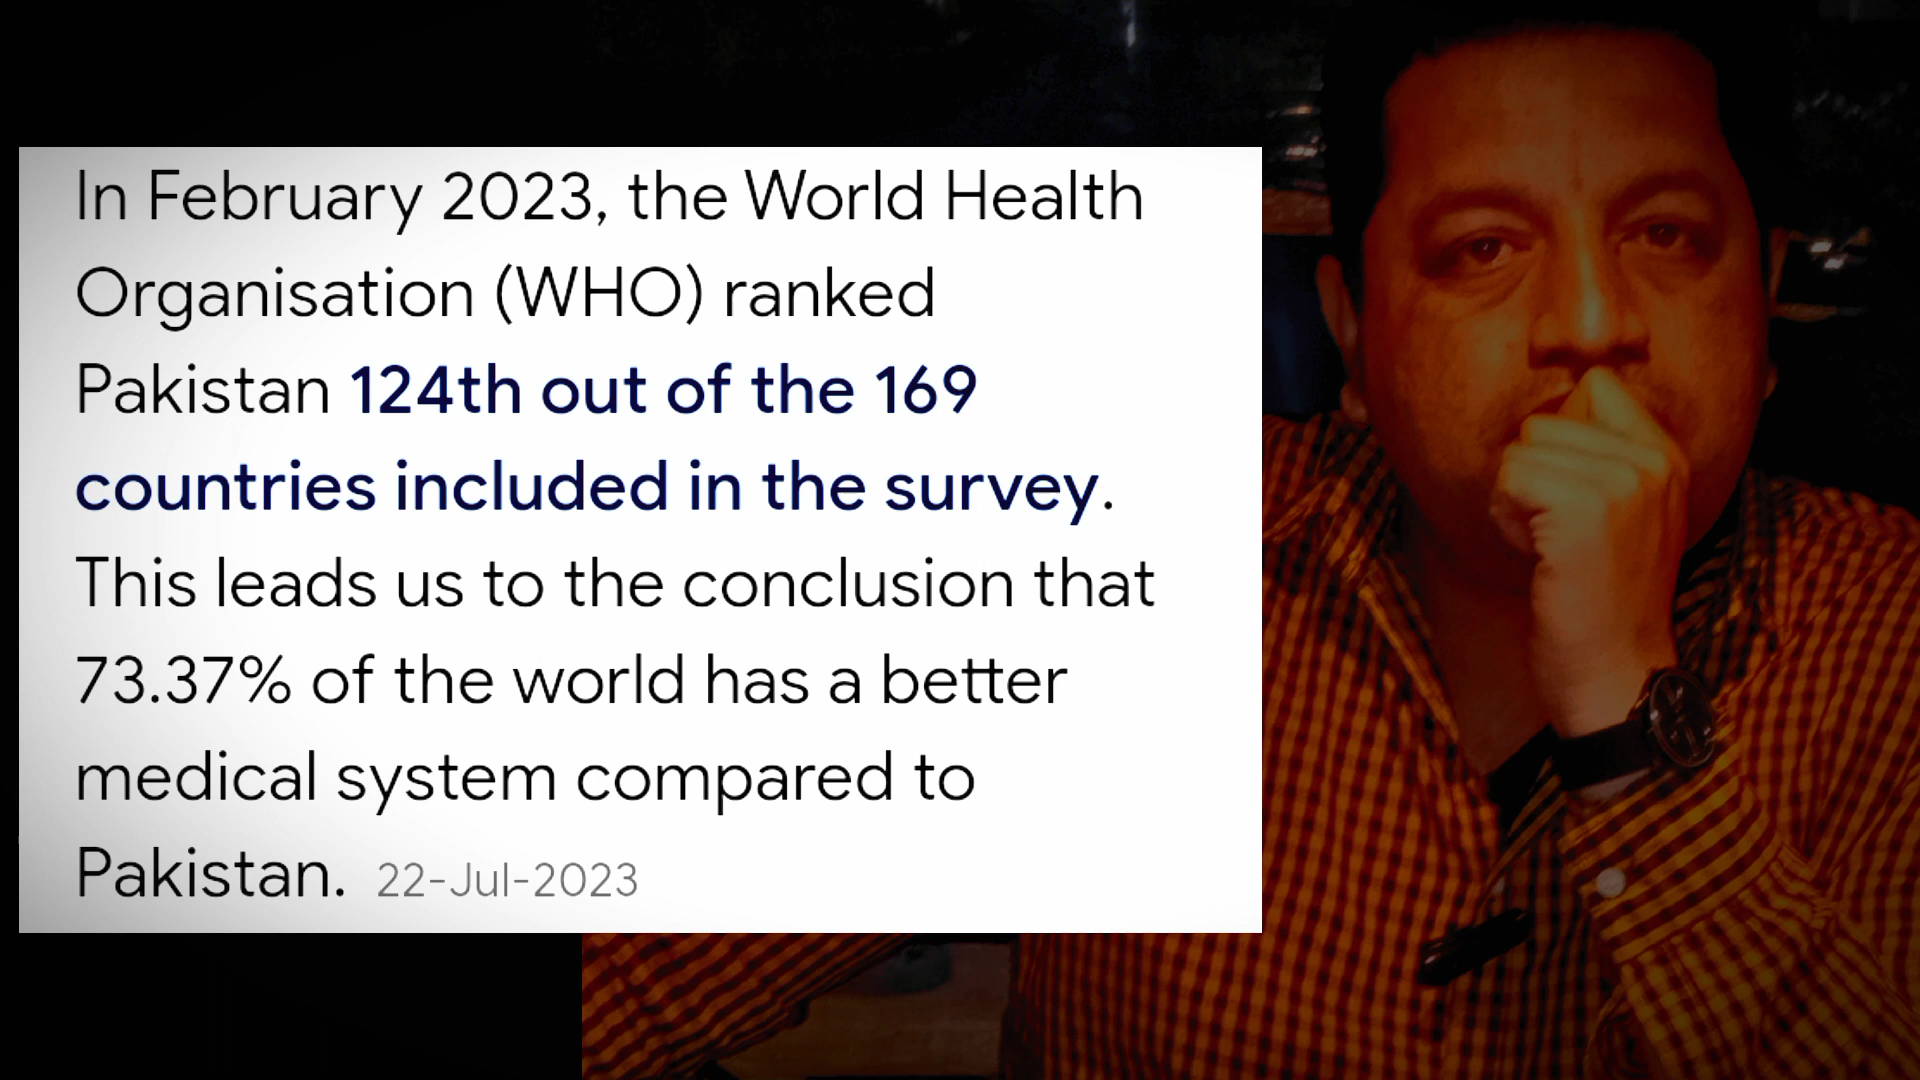 In February 2023, the World Health
Organisation (WHO) ranked
Pakistan 124th out of the 169
countries included in the survey.
This leads us to the conclusion that
73.37% of the world has a better
medical system compared to
Pakistan. 22-Jul-2023